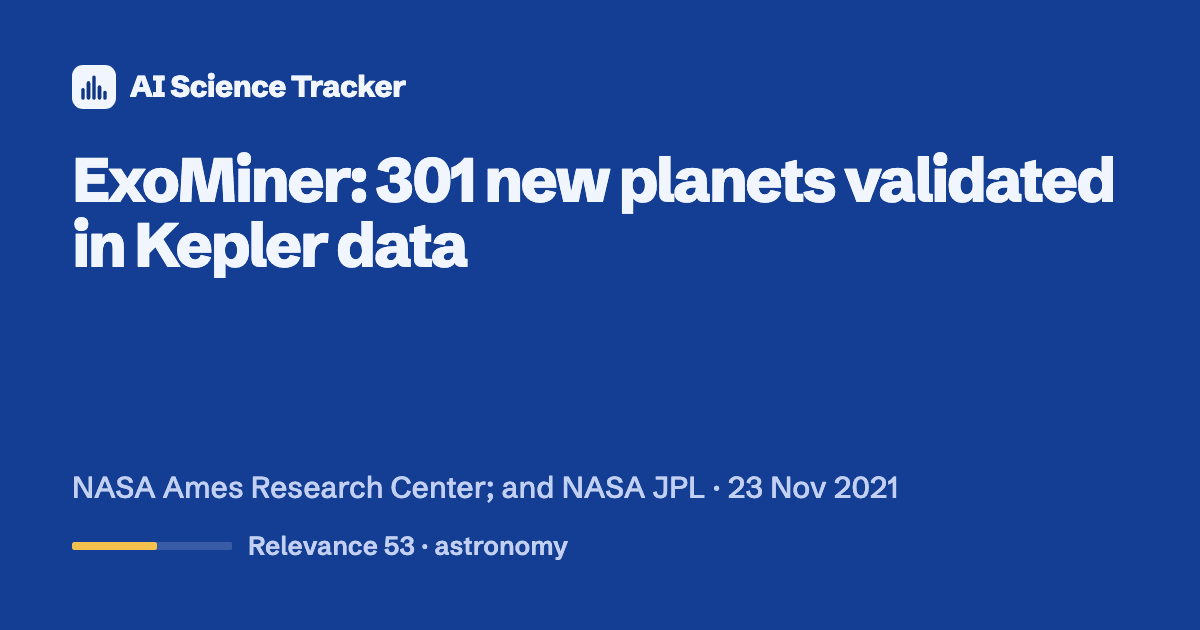 AI Science Tracker
ExoMiner: 301 new planets validated
in Kepler data
NASA Ames Research Center; and NASA JPL · 23 Nov 2021
Relevance 53 · astronomy